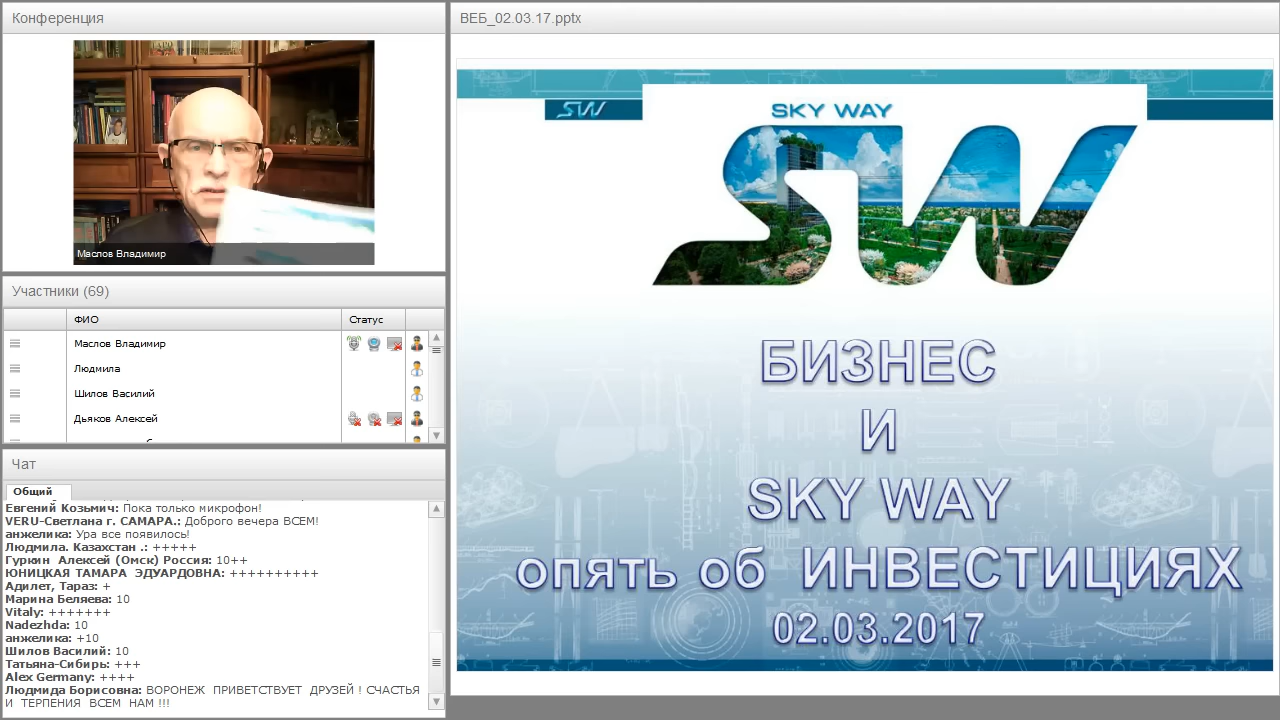 Конференция
Маслов Владимир
Участники (69)
ФИО
Статус
Маслов Владимир
Людмила
Шилов Василий
Дьяков Алексей
Чат
Общий
Евгений Козьмич: Пока только микрофон!
VERU-Светлана г. САМАРА.: Доброго вечера ВСЕМ!
анжелика: Ура все появилось!
Людмила. Казахстан .: +++++
Гуркин Алексей (Омск) Россия: 10++
ЮНИЦКАЯ ТАМАРА ЭДУАРДОВНА: ++++++++++
Адилет, Тараз: +
Марина Беляева: 10
Vitaly: +++++++
Nadezhda: 10
анжелика: +10
Шилов Василий: 10
Татьяна-Сибирь: +++
Alex Germany: ++++
Людмида Борисовна: ВОРОНЕЖ ПРИВЕТСТВУЕТ ДРУЗЕЙ ! СЧАСТЬЯ
И ТЕРПЕНИЯ ВСЕМ НАМ !!!
ВЕБ_02.03.17.pptx
SW
SKY WAY
SW
БИЗНЕС
И
SKY WAY
опять об ИНВЕСТИЦИЯХ
02.03.2017